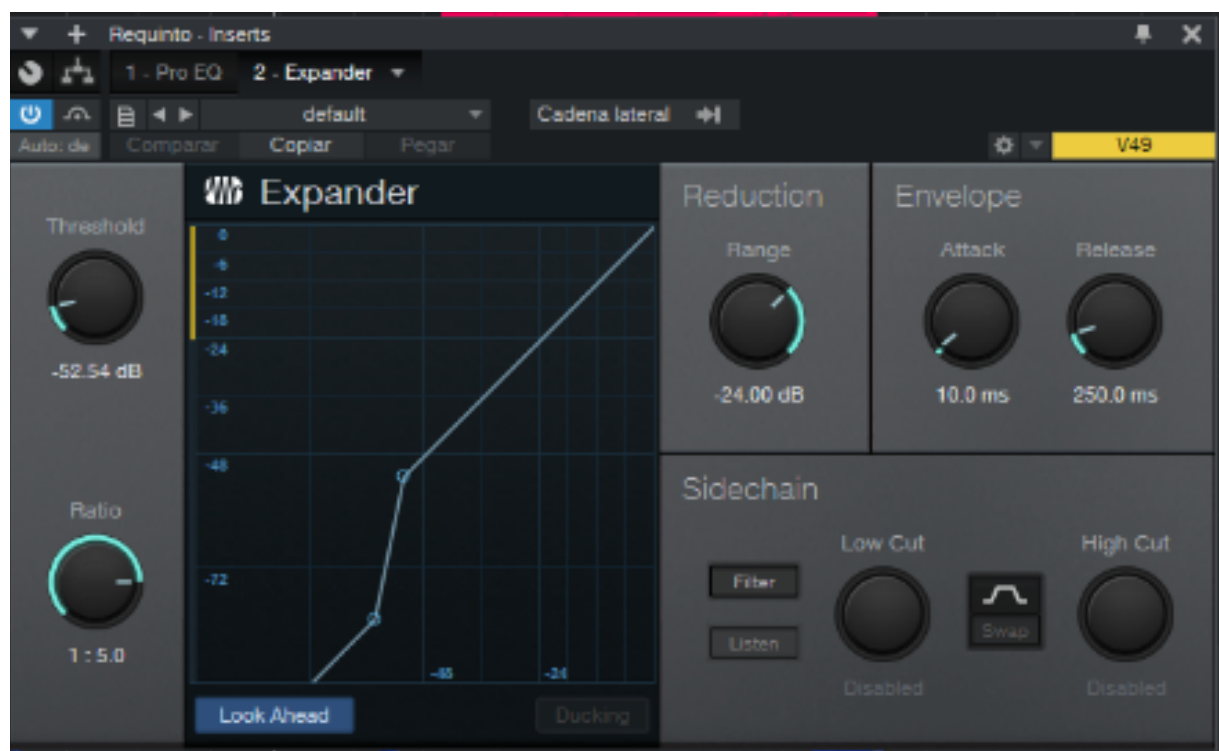 Requinto - Inserts
1 - Pro EQ 2 - Expander
default Cadena lateral
Auto: de Comparar Copiar Pegar V49
Expander
Threshold
-52.54 dB
Ratio
1 : 5.0
0
-6
-12
-18
-24
-36
-48
-72
-48 -24
Look Ahead Ducking
Reduction
Range
-24.00 dB
Envelope
Attack Release
10.0 ms 250.0 ms
Sidechain
Low Cut High Cut
Filter
Listen Swap
Disabled Disabled